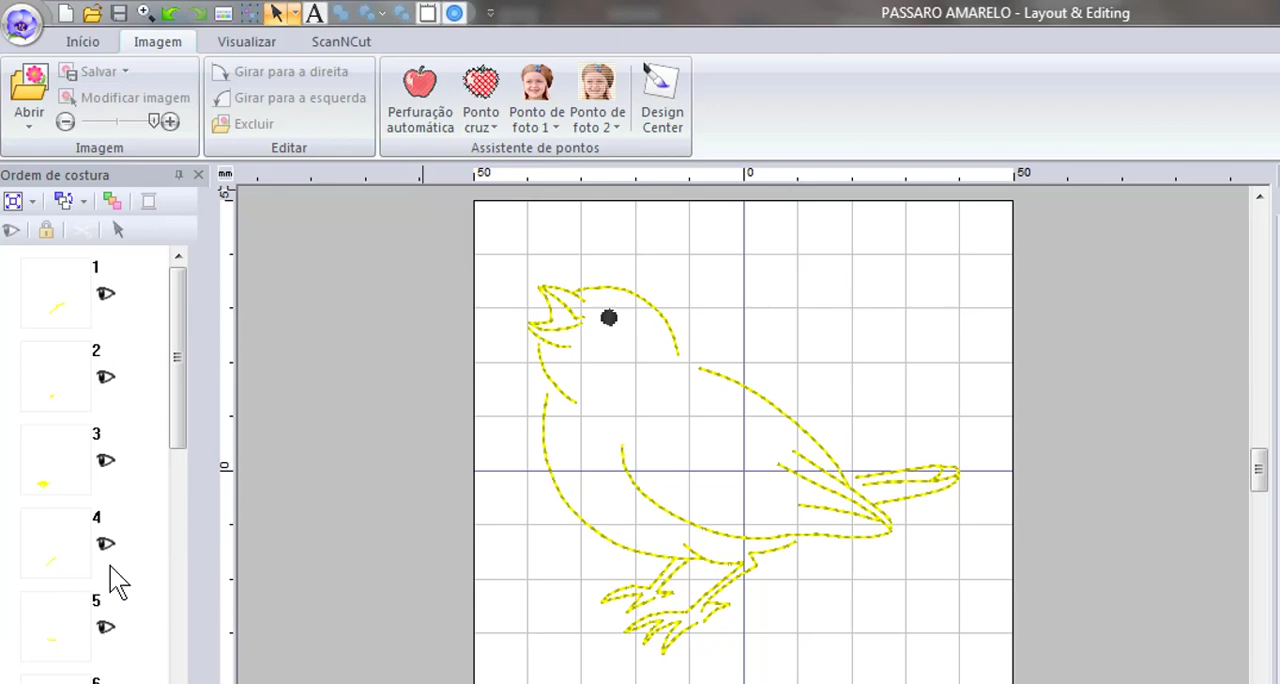 A
PASSARO AMARELO - Layout & Editing
Início Imagem Visualizar ScanNCut
Abrir
Salvar
Modificar imagem
Imagem
Girar para a direita
Girar para a esquerda
Excluir
Editar
Perfuração automática
Ponto cruz
Ponto de foto 1
Ponto de foto 2
Design Center
Assistente de pontos
Ordem de costura
mm
50 0 50
0
1
2
3
4
5